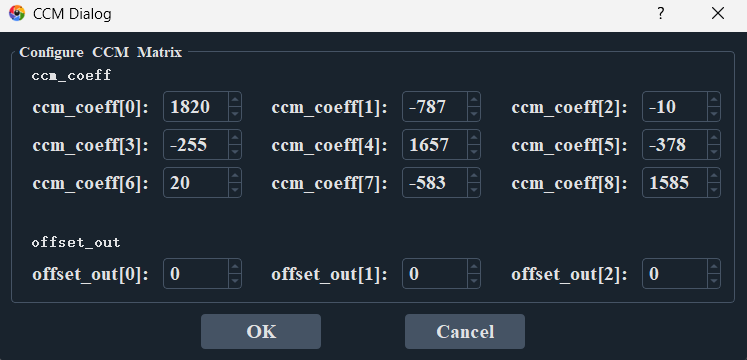 CCM Dialog
Configure CCM Matrix
ccm_coeff
ccm_coeff[0]: 1820 ccm_coeff[1]: -787 ccm_coeff[2]: -10
ccm_coeff[3]: -255 ccm_coeff[4]: 1657 ccm_coeff[5]: -378
ccm_coeff[6]: 20 ccm_coeff[7]: -583 ccm_coeff[8]: 1585
offset_out
offset_out[0]: 0 offset_out[1]: 0 offset_out[2]: 0
OK Cancel